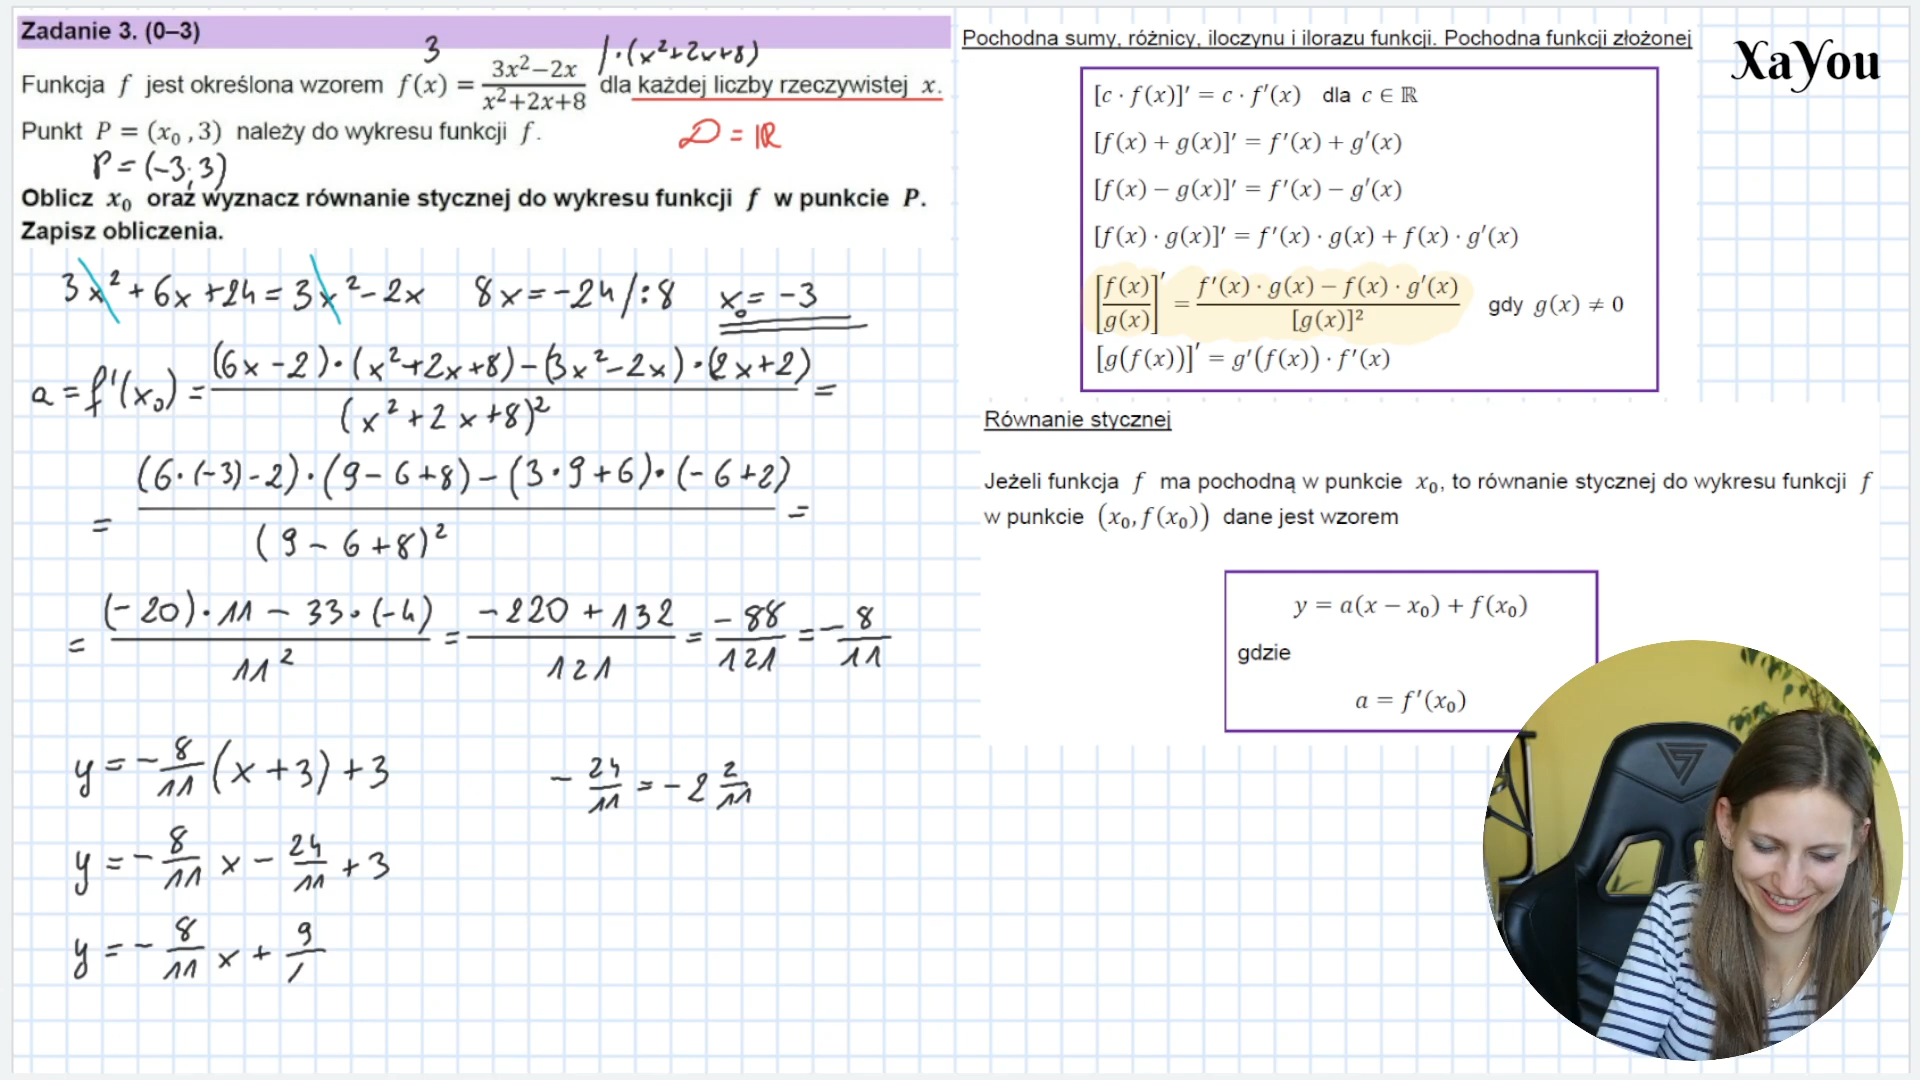 Zadanie 3. (0–3)
3 / · (x²+2x+8)
Funkcja f jest określona wzorem f(x) = (3x²−2x)/(x²+2x+8) dla każdej liczby rzeczywistej x.
Punkt P = (x₀ , 3) należy do wykresu funkcji f. D = ℝ
P = (-3; 3)
Oblicz x₀ oraz wyznacz równanie stycznej do wykresu funkcji f w punkcie P.
Zapisz obliczenia.
3x² + 6x + 24 = 3x² - 2x 8x = -24 /:8 x₀ = -3
a = f'(x₀) = ((6x - 2) · (x² + 2x + 8) - (3x² - 2x) · (2x + 2))/(x² + 2x + 8)² =
= ((6·(-3) - 2) · (9 - 6 + 8) - (3·9 + 6) · (-6 + 2))/(9 - 6 + 8)² =
= ((-20) · 11 - 33 · (-4))/11² = (-220 + 132)/121 = -88/121 = -8/11
y = -8/11 (x + 3) + 3 -24/11 = -2 2/11
y = -8/11 x - 24/11 + 3
y = -8/11 x + 9/
Pochodna sumy, różnicy, iloczynu i ilorazu funkcji. Pochodna funkcji złożonej
XaYou
[c · f(x)]′ = c · f′(x) dla c ∈ ℝ
[f(x) + g(x)]′ = f′(x) + g′(x)
[f(x) − g(x)]′ = f′(x) − g′(x)
[f(x) · g(x)]′ = f′(x) · g(x) + f(x) · g′(x)
[f(x)/g(x)]′ = (f′(x) · g(x) − f(x) · g′(x))/[g(x)]² gdy g(x) ≠ 0
[g(f(x))]′ = g′(f(x)) · f′(x)
Równanie stycznej
Jeżeli funkcja f ma pochodną w punkcie x₀, to równanie stycznej do wykresu funkcji f
w punkcie (x₀, f(x₀)) dane jest wzorem
y = a(x − x₀) + f(x₀)
gdzie
a = f′(x₀)